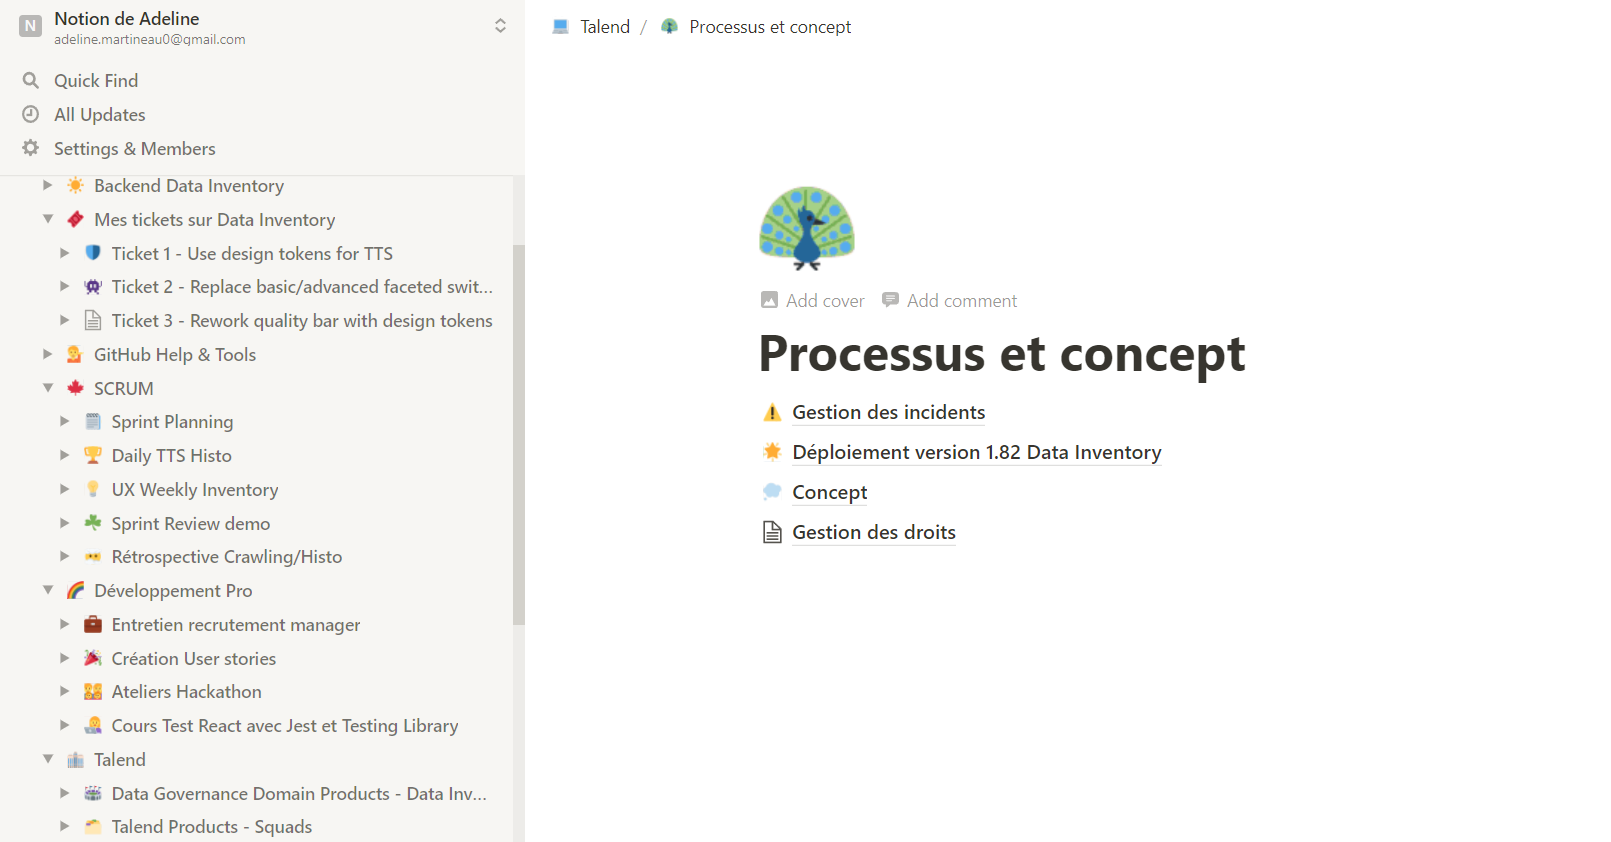 N
Notion de Adeline
adeline.martineau0@gmail.com
Quick Find
All Updates
Settings & Members
Backend Data Inventory
Mes tickets sur Data Inventory
Ticket 1 - Use design tokens for TTS
Ticket 2 - Replace basic/advanced faceted swit...
Ticket 3 - Rework quality bar with design tokens
GitHub Help & Tools
SCRUM
Sprint Planning
Daily TTS Histo
UX Weekly Inventory
Sprint Review demo
Rétrospective Crawling/Histo
Développement Pro
Entretien recrutement manager
Création User stories
Ateliers Hackathon
Cours Test React avec Jest et Testing Library
Talend
Data Governance Domain Products - Data Inv...
Talend Products - Squads
Talend / Processus et concept
Add cover Add comment
Processus et concept
Gestion des incidents
Déploiement version 1.82 Data Inventory
Concept
Gestion des droits